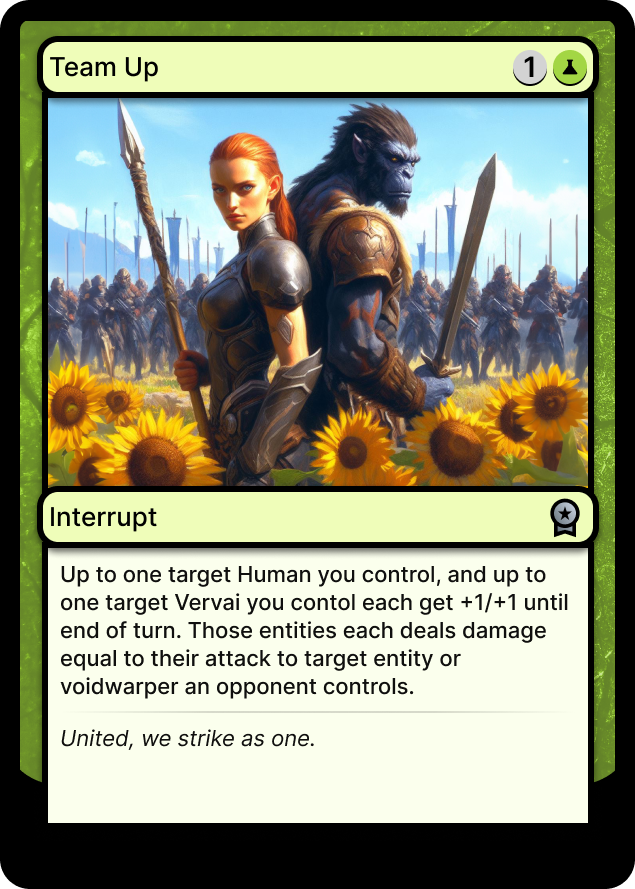 Team Up 1
Interrupt
Up to one target Human you control, and up to
one target Vervai you contol each get +1/+1 until
end of turn. Those entities each deals damage
equal to their attack to target entity or
voidwarper an opponent controls.
United, we strike as one.